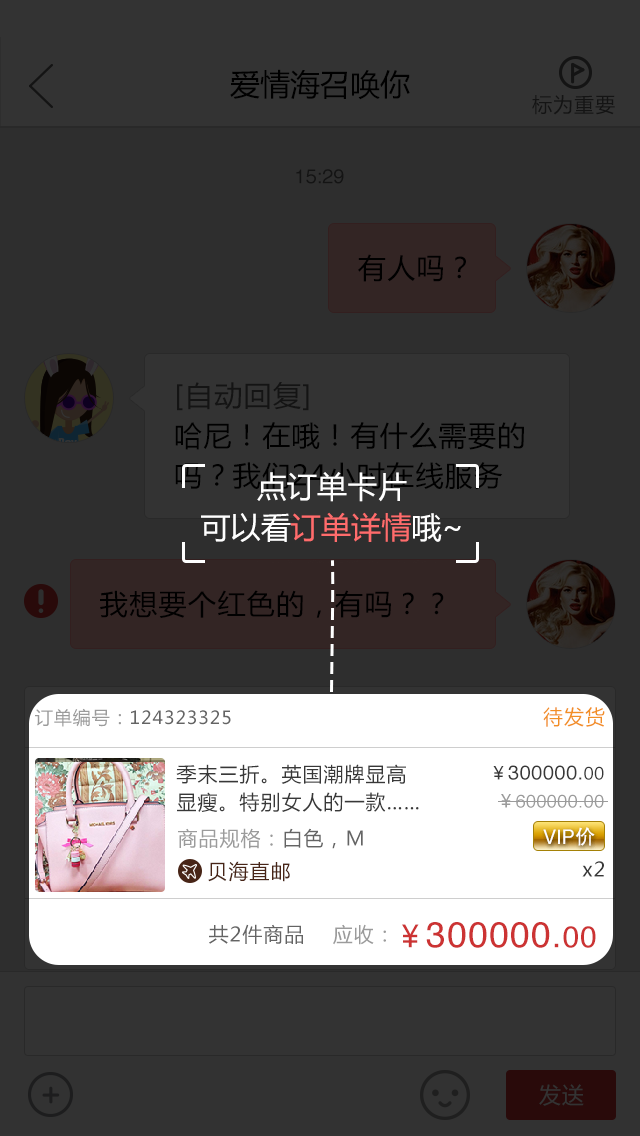 爱情海召唤你
标为重要
15:29
有人吗？
[自动回复]
哈尼！在哦！有什么需要的
吗？我们24小时在线服务
点订单卡片
可以看订单详情哦~
我想要个红色的，有吗？？
订单编号：124323325
待发货
季末三折。英国潮牌显高
显瘦。特别女人的一款......
¥300000.00
¥600000.00
商品规格：白色，M
VIP价
贝海直邮
x2
MICHAEL KORS
共2件商品
应收：
¥300000.00
发送